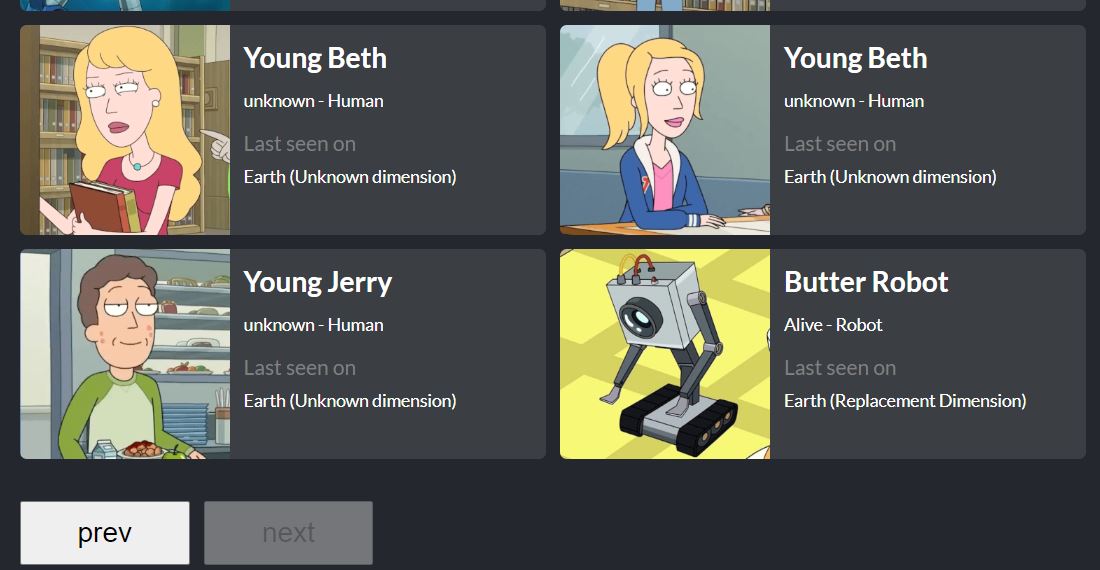 Young Beth
unknown - Human
Last seen on
Earth (Unknown dimension)
Young Beth
unknown - Human
Last seen on
Earth (Unknown dimension)
Young Jerry
unknown - Human
Last seen on
Earth (Unknown dimension)
Butter Robot
Alive - Robot
Last seen on
Earth (Replacement Dimension)
prev
next